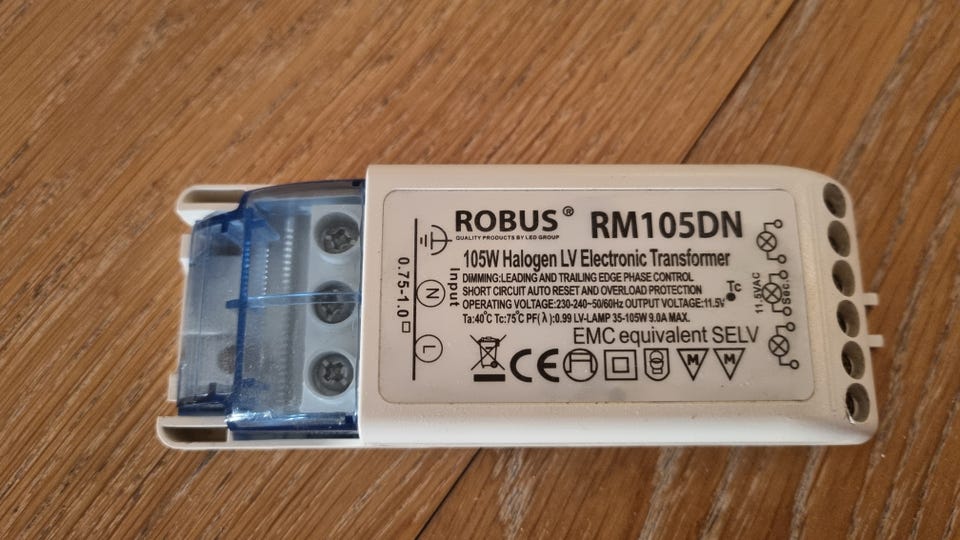 ROBUS® RM105DN
QUALITY PRODUCTS BY LED GROUP
105W Halogen LV Electronic Transformer
DIMMING:LEADING AND TRAILING EDGE PHASE CONTROL
SHORT CIRCUIT AUTO RESET AND OVERLOAD PROTECTION
OPERATING VOLTAGE:230-240~50/60Hz OUTPUT VOLTAGE:11.5V
Ta:40°C Tc:75°C PF(λ):0.99 LV-LAMP 35-105W 9.0A MAX.
EMC equivalent SELV
CE M M
0.75-1.0
Input
N
L
Tc
11.5VAC
Sec.